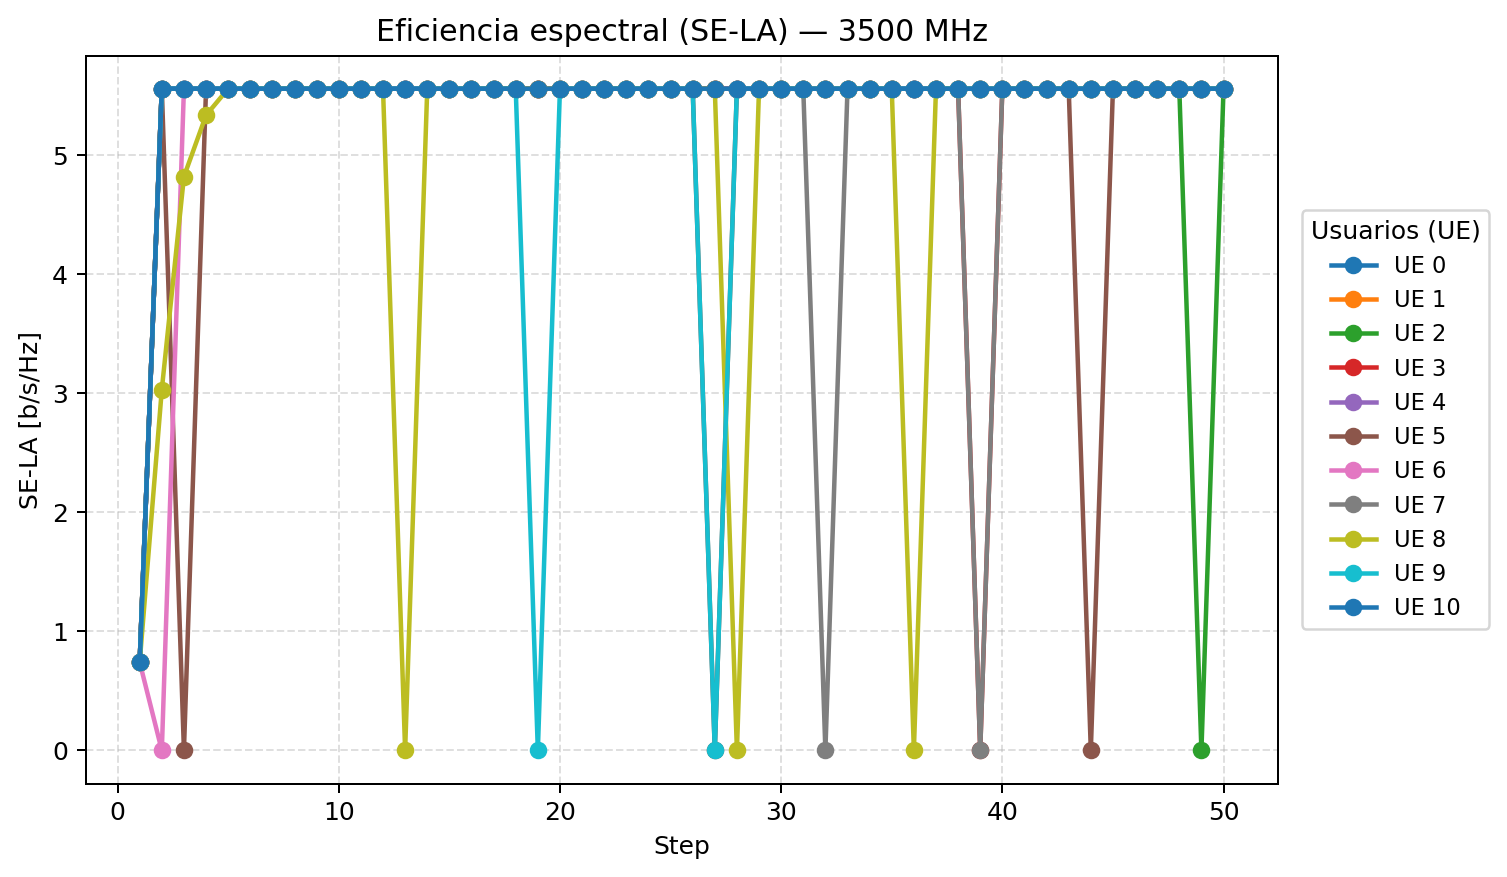 Eficiencia espectral (SE-LA) — 3500 MHz
SE-LA [b/s/Hz]
5
4
3
2
1
0
0 10 20 30 40 50
Step
Usuarios (UE)
UE 0
UE 1
UE 2
UE 3
UE 4
UE 5
UE 6
UE 7
UE 8
UE 9
UE 10